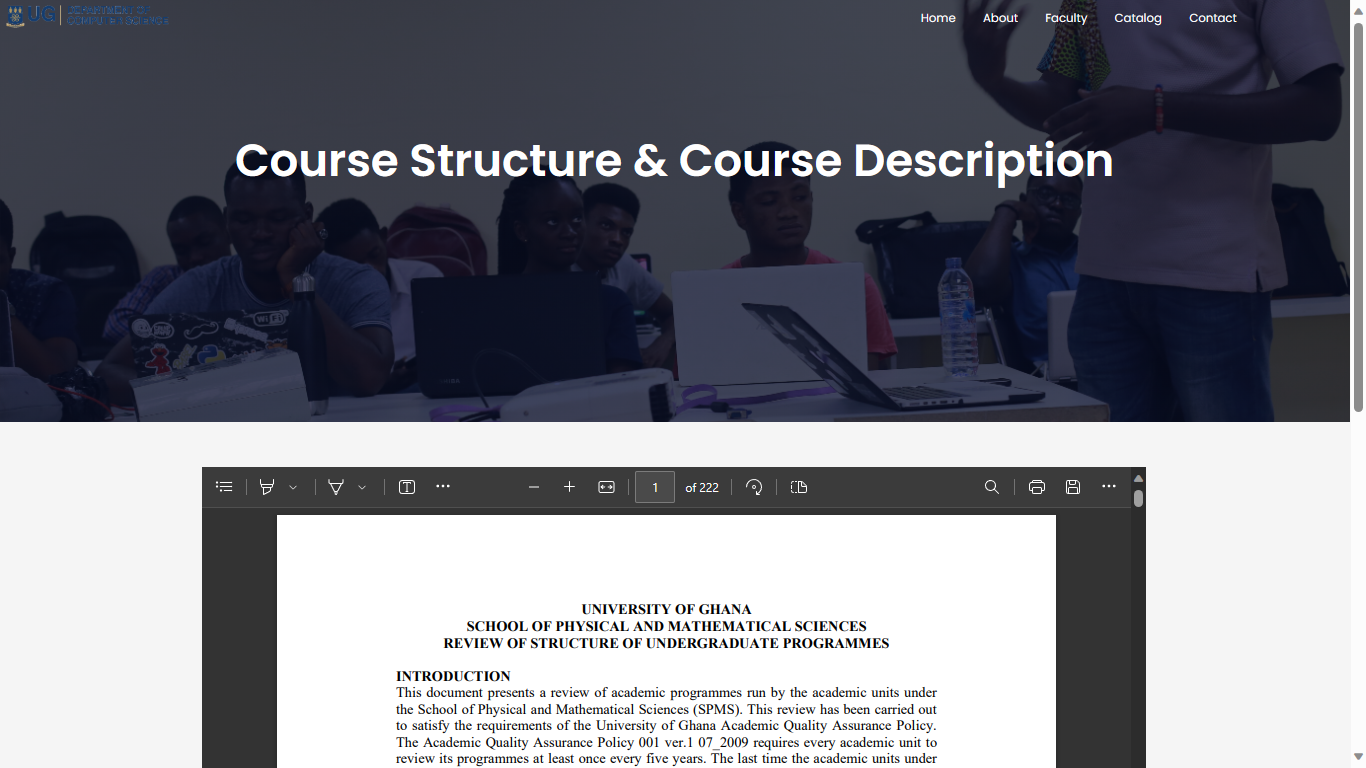 UG DEPARTMENT OF
COMPUTER SCIENCE
Home About Faculty Catalog Contact
Course Structure & Course Description
WiFi
1 of 222
UNIVERSITY OF GHANA
SCHOOL OF PHYSICAL AND MATHEMATICAL SCIENCES
REVIEW OF STRUCTURE OF UNDERGRADUATE PROGRAMMES
INTRODUCTION
This document presents a review of academic programmes run by the academic units under
the School of Physical and Mathematical Sciences (SPMS). This review has been carried out
to satisfy the requirements of the University of Ghana Academic Quality Assurance Policy.
The Academic Quality Assurance Policy 001 ver.1 07_2009 requires every academic unit to
review its programmes at least once every five years. The last time the academic units under